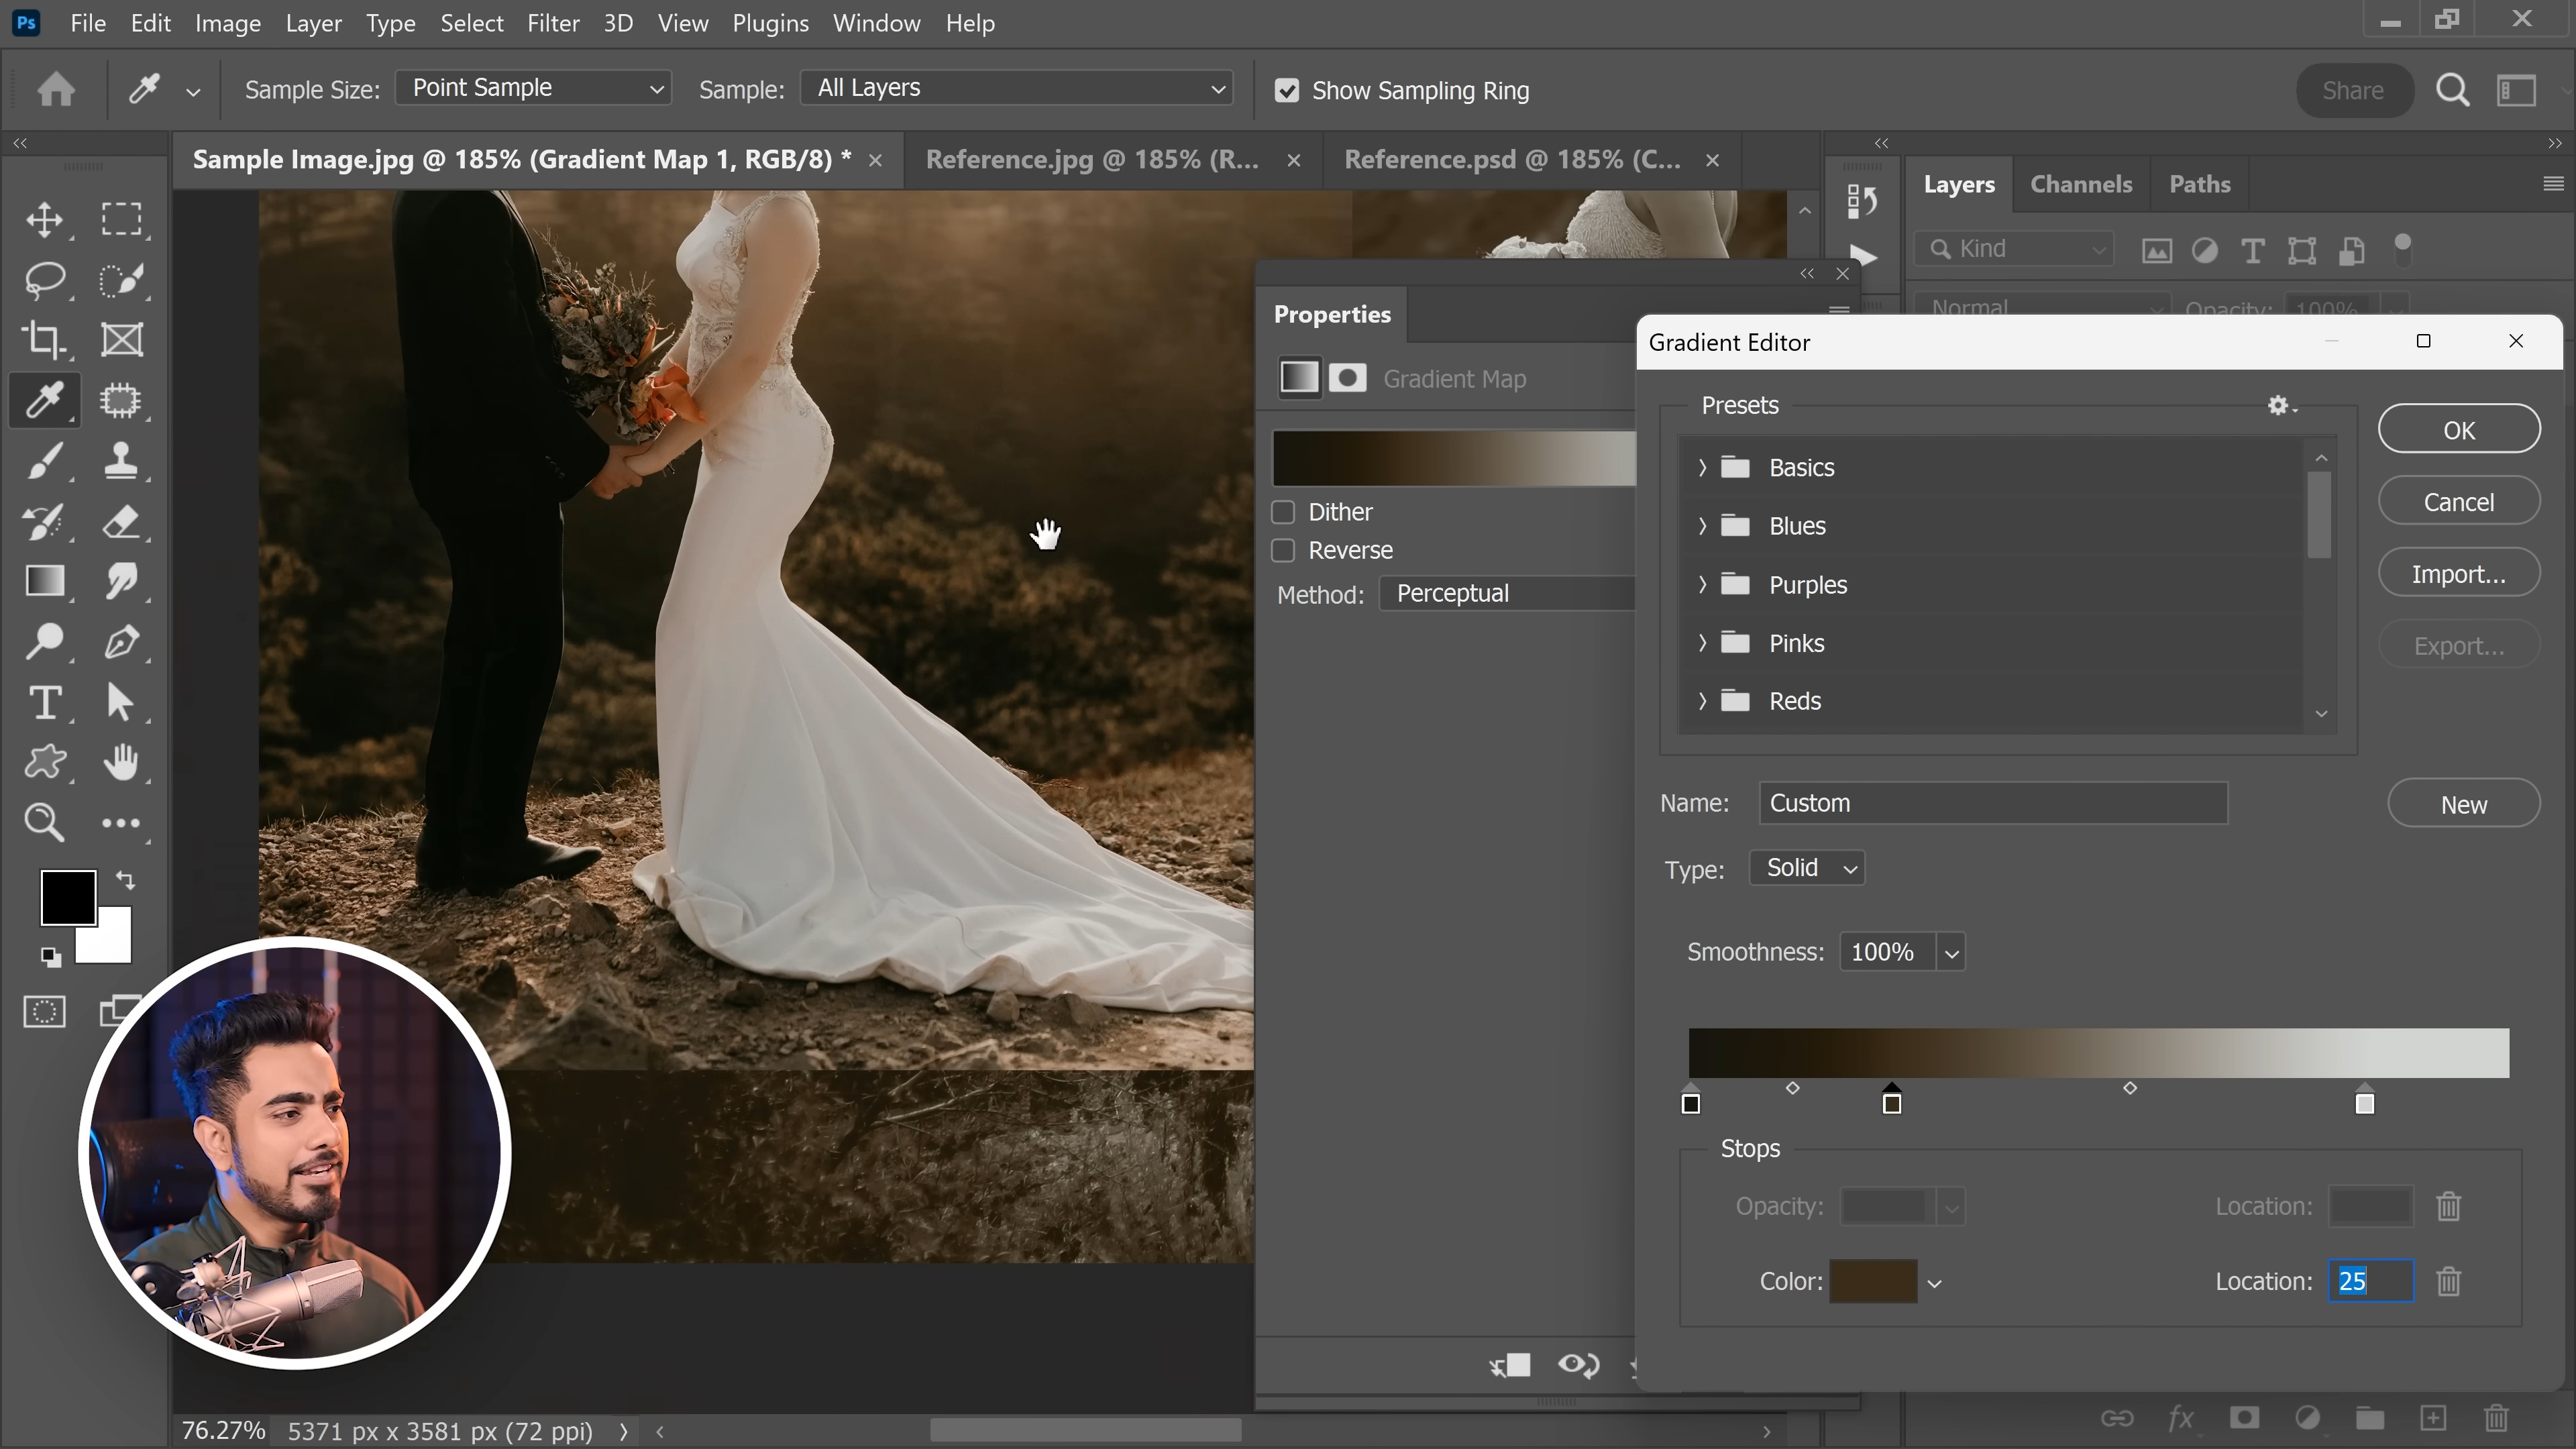 Ps File Edit Image Layer Type Select Filter 3D View Plugins Window Help
Sample Size: Point Sample Sample: All Layers Show Sampling Ring Share
Sample Image.jpg @ 185% (Gradient Map 1, RGB/8) * Reference.jpg @ 185% (R... Reference.psd @ 185% (C...
Layers Channels Paths
Kind
Normal Opacity: 100%
Properties
Gradient Map
Dither
Reverse
Method: Perceptual
Gradient Editor
Presets
Basics
Blues
Purples
Pinks
Reds
OK
Cancel
Import...
Export...
Name: Custom New
Type: Solid
Smoothness: 100%
Stops
Opacity: Location:
Color: Location: 25
fx
76.27% 5371 px x 3581 px (72 ppi)